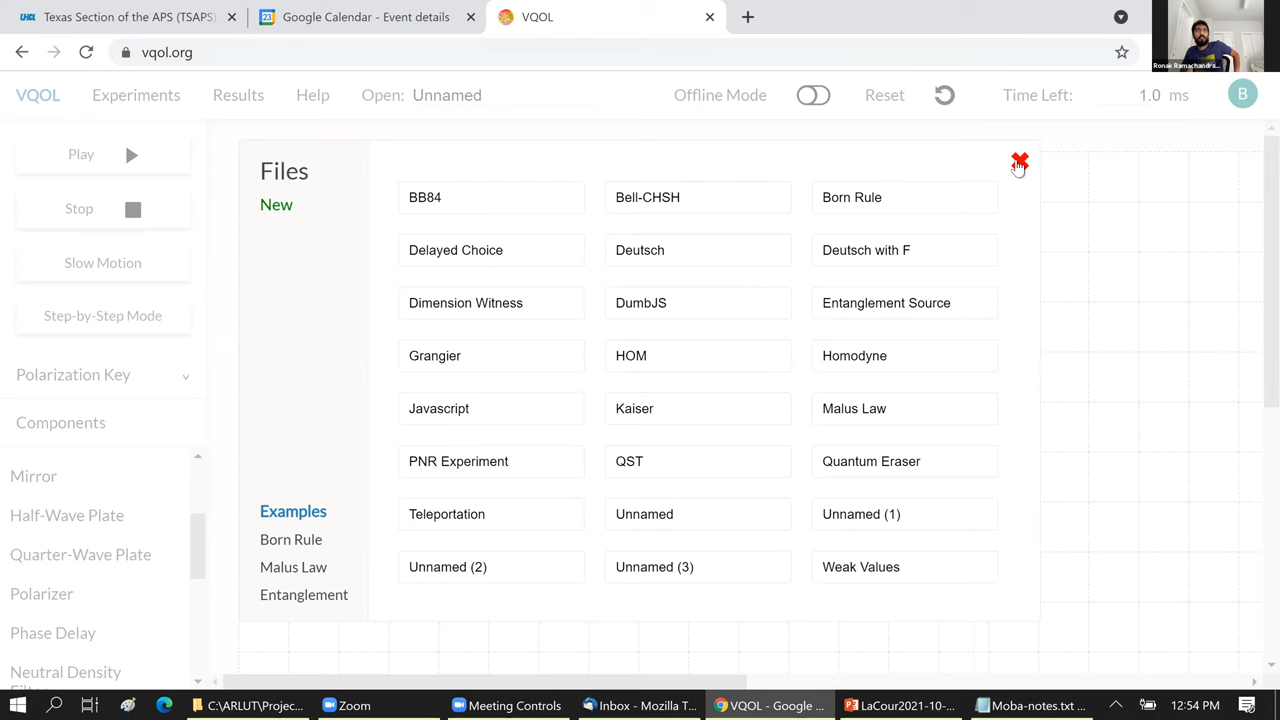 UHCL Texas Section of the APS (TSAPS)
23 Google Calendar - Event details
VQOL
vqol.org
Ronak Ramachandra...
VQOL Experiments Results Help Open: Unnamed Offline Mode Reset Time Left: 1.0 ms B
Play
Stop
Slow Motion
Step-by-Step Mode
Polarization Key v
Components
Mirror
Half-Wave Plate
Quarter-Wave Plate
Polarizer
Phase Delay
Neutral Density
Filter
Files
New
Examples
Born Rule
Malus Law
Entanglement
BB84 Bell-CHSH Born Rule
Delayed Choice Deutsch Deutsch with F
Dimension Witness DumbJS Entanglement Source
Grangier HOM Homodyne
Javascript Kaiser Malus Law
PNR Experiment QST Quantum Eraser
Teleportation Unnamed Unnamed (1)
Unnamed (2) Unnamed (3) Weak Values
C:\ARLUT\Projec... Zoom Meeting Controls Inbox - Mozilla T... VQOL - Google ... LaCour2021-10-... Moba-notes.txt ... 12:54 PM